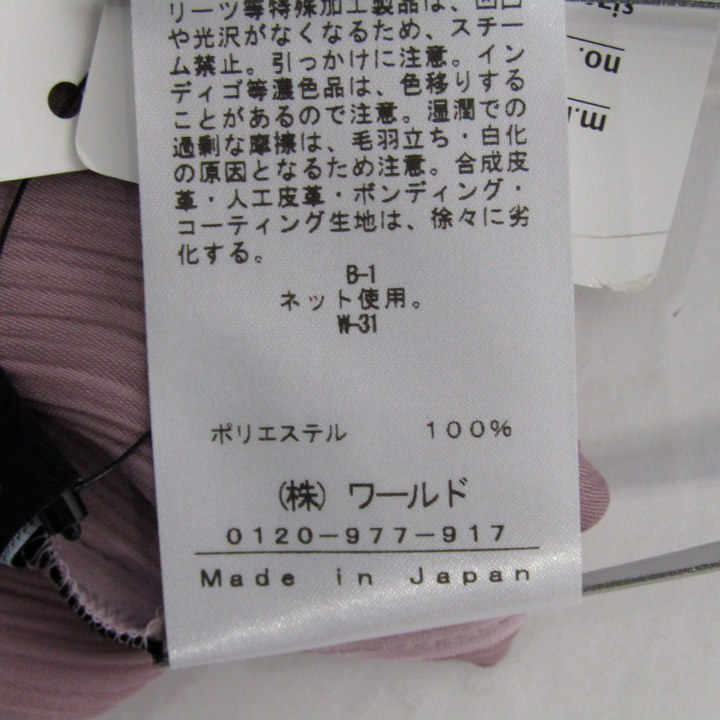 リーツ等特殊加工製品は、凹凸
や光沢がなくなるため、スチー
ム禁止。引っかけに注意。イン
ディゴ等濃色品は、色移りする
ことがあるので注意。湿潤での
過剰な摩擦は、毛羽立ち・白化
の原因となるため注意。合成皮
革・人工皮革・ボンディング・
コーティング生地は、徐々に劣
化する。
B-1
ネット使用。
W-31
ポリエステル 100%
(株) ワールド
0120-977-917
Made in Japan
no.